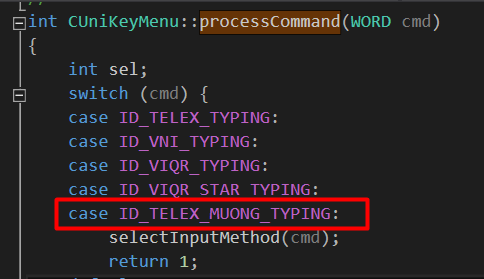 int CUniKeyMenu::processCommand(WORD cmd)
{
int sel;
switch (cmd) {
case ID_TELEX_TYPING:
case ID_VNI_TYPING:
case ID_VIQR_TYPING:
case ID_VIQR_STAR_TYPING:
case ID_TELEX_MUONG_TYPING:
selectInputMethod(cmd);
return 1;